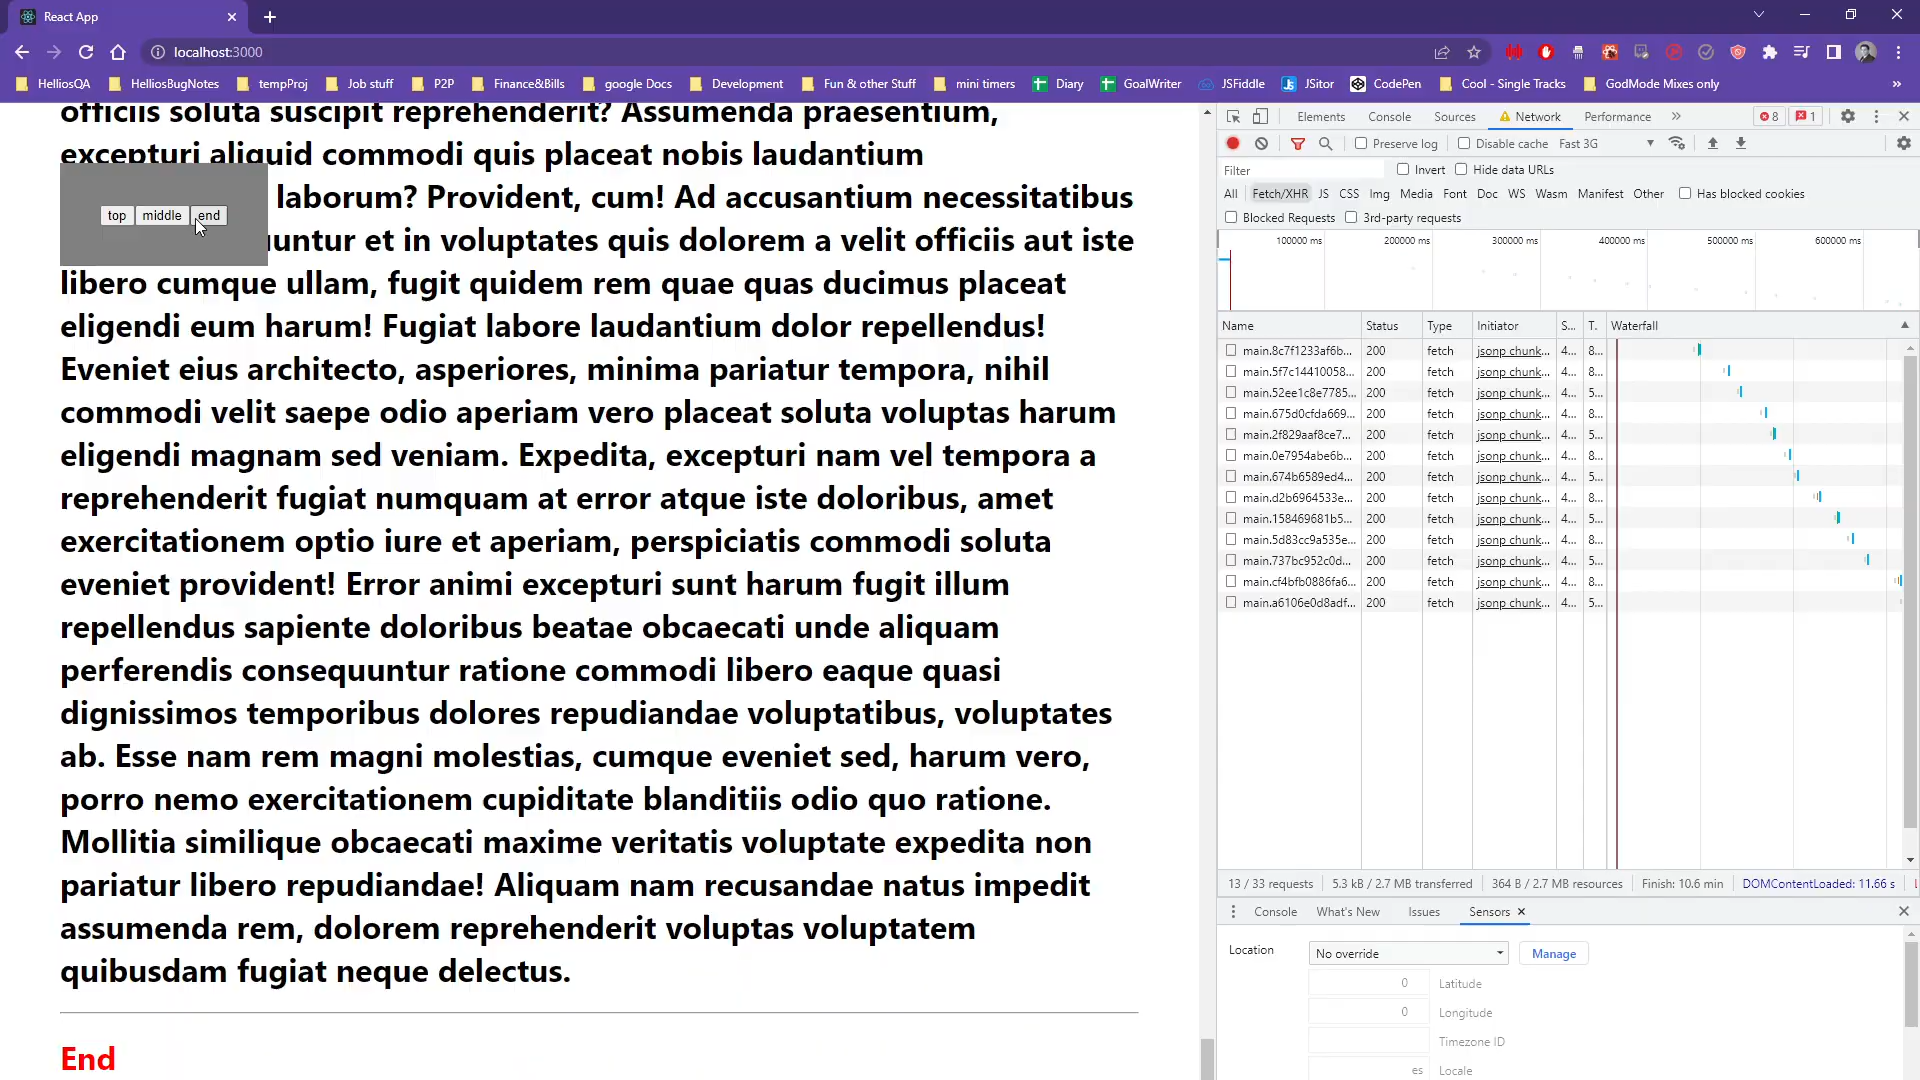 React App
localhost:3000
HelliosQA HelliosBugNotes tempProj Job stuff P2P Finance&Bills google Docs Development Fun & other Stuff mini timers Diary GoalWriter JSFiddle JSitor CodePen Cool - Single Tracks GodMode Mixes only »
officiis soluta suscipit reprehenderit? Assumenda praesentium,
excepturi aliquid commodi quis placeat nobis laudantium
laborum? Provident, cum! Ad accusantium necessitatibus
top middle end
untur et in voluptates quis dolorem a velit officiis aut iste
libero cumque ullam, fugit quidem rem quae quas ducimus placeat
eligendi eum harum! Fugiat labore laudantium dolor repellendus!
Eveniet eius architecto, asperiores, minima pariatur tempora, nihil
commodi velit saepe odio aperiam vero placeat soluta voluptas harum
eligendi magnam sed veniam. Expedita, excepturi nam vel tempora a
reprehenderit fugiat numquam at error atque iste doloribus, amet
exercitationem optio iure et aperiam, perspiciatis commodi soluta
eveniet provident! Error animi excepturi sunt harum fugit illum
repellendus sapiente doloribus beatae obcaecati unde aliquam
perferendis consequuntur ratione commodi libero eaque quasi
dignissimos temporibus dolores repudiandae voluptatibus, voluptates
ab. Esse nam rem magni molestias, cumque eveniet sed, harum vero,
porro nemo exercitationem cupiditate blanditiis odio quo ratione.
Mollitia similique obcaecati maxime veritatis voluptate expedita non
pariatur libero repudiandae! Aliquam nam recusandae natus impedit
assumenda rem, dolorem reprehenderit voluptas voluptatem
quibusdam fugiat neque delectus.
End
Elements Console Sources Network Performance » 8 1
Preserve log Disable cache Fast 3G
Filter Invert Hide data URLs
All Fetch/XHR JS CSS Img Media Font Doc WS Wasm Manifest Other Has blocked cookies
Blocked Requests 3rd-party requests
100000 ms 200000 ms 300000 ms 400000 ms 500000 ms 600000 ms
Name Status Type Initiator S... T. Waterfall
main.8c7f1233af6b... 200 fetch jsonp chunk... 4... 8...
main.5f7c14410058... 200 fetch jsonp chunk... 4... 8...
main.52ee1c8e7785... 200 fetch jsonp chunk... 4... 5...
main.675d0cfda669... 200 fetch jsonp chunk... 4... 8...
main.2f829aaf8ce7... 200 fetch jsonp chunk... 4... 5...
main.0e7954abe6b... 200 fetch jsonp chunk... 4... 8...
main.674b6589ed4... 200 fetch jsonp chunk... 4... 5...
main.d2b6964533e... 200 fetch jsonp chunk... 4... 8...
main.158469681b5... 200 fetch jsonp chunk... 4... 5...
main.5d83cc9a535e... 200 fetch jsonp chunk... 4... 8...
main.737bc952c0d... 200 fetch jsonp chunk... 4... 5...
main.cf4bfb0886fa6... 200 fetch jsonp chunk... 4... 8...
main.a6106e0d8adf... 200 fetch jsonp chunk... 4... 5...
13 / 33 requests 5.3 kB / 2.7 MB transferred 364 B / 2.7 MB resources Finish: 10.6 min DOMContentLoaded: 11.66 s
Console What's New Issues Sensors
Location No override Manage
0 Latitude
0 Longitude
Timezone ID
es Locale